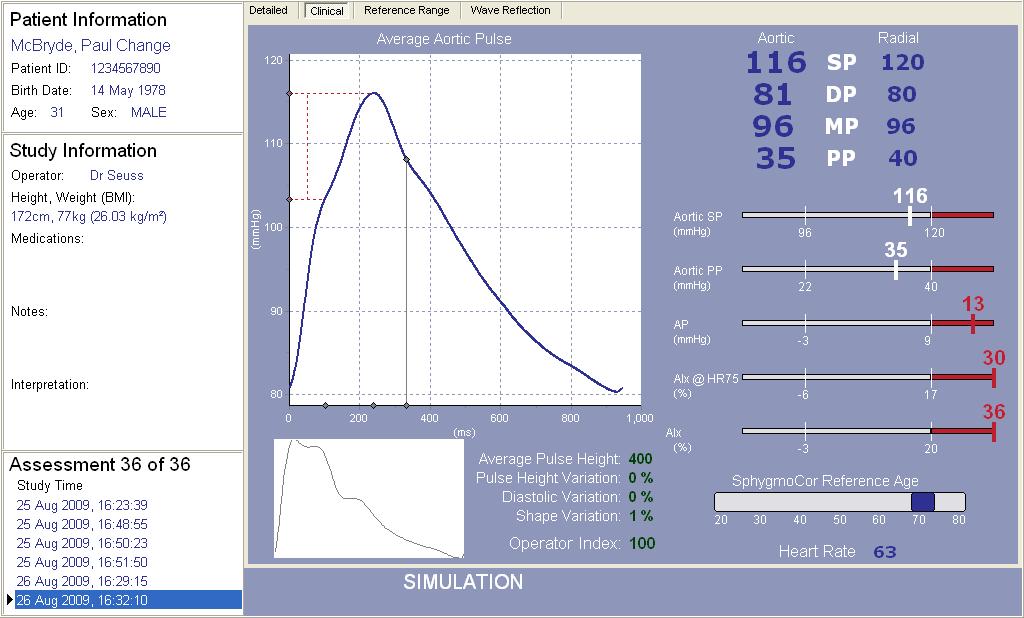 Patient Information
McBryde, Paul Change
Patient ID: 1234567890
Birth Date: 14 May 1978
Age: 31 Sex: MALE
Study Information
Operator: Dr Seuss
Height, Weight (BMI):
172cm, 77kg (26.03 kg/m²)
Medications:
Notes:
Interpretation:
Assessment 36 of 36
Study Time
25 Aug 2009, 16:23:39
25 Aug 2009, 16:48:55
25 Aug 2009, 16:50:23
25 Aug 2009, 16:51:50
26 Aug 2009, 16:29:15
26 Aug 2009, 16:32:10
Detailed Clinical Reference Range Wave Reflection
Average Aortic Pulse
120
110
100
90
80
(mmHg)
0 200 400 600 800 1,000
(ms)
Average Pulse Height: 400
Pulse Height Variation: 0 %
Diastolic Variation: 0 %
Shape Variation: 1 %
Operator Index: 100
Aortic Radial
116 SP 120
81 DP 80
96 MP 96
35 PP 40
116
Aortic SP
(mmHg) 96 120
35
Aortic PP
(mmHg) 22 40
13
AP
(mmHg) -3 9
30
AIx @ HR75
(%) -6 17
36
AIx
(%) -3 20
SphygmoCor Reference Age
20 30 40 50 60 70 80
Heart Rate 63
SIMULATION